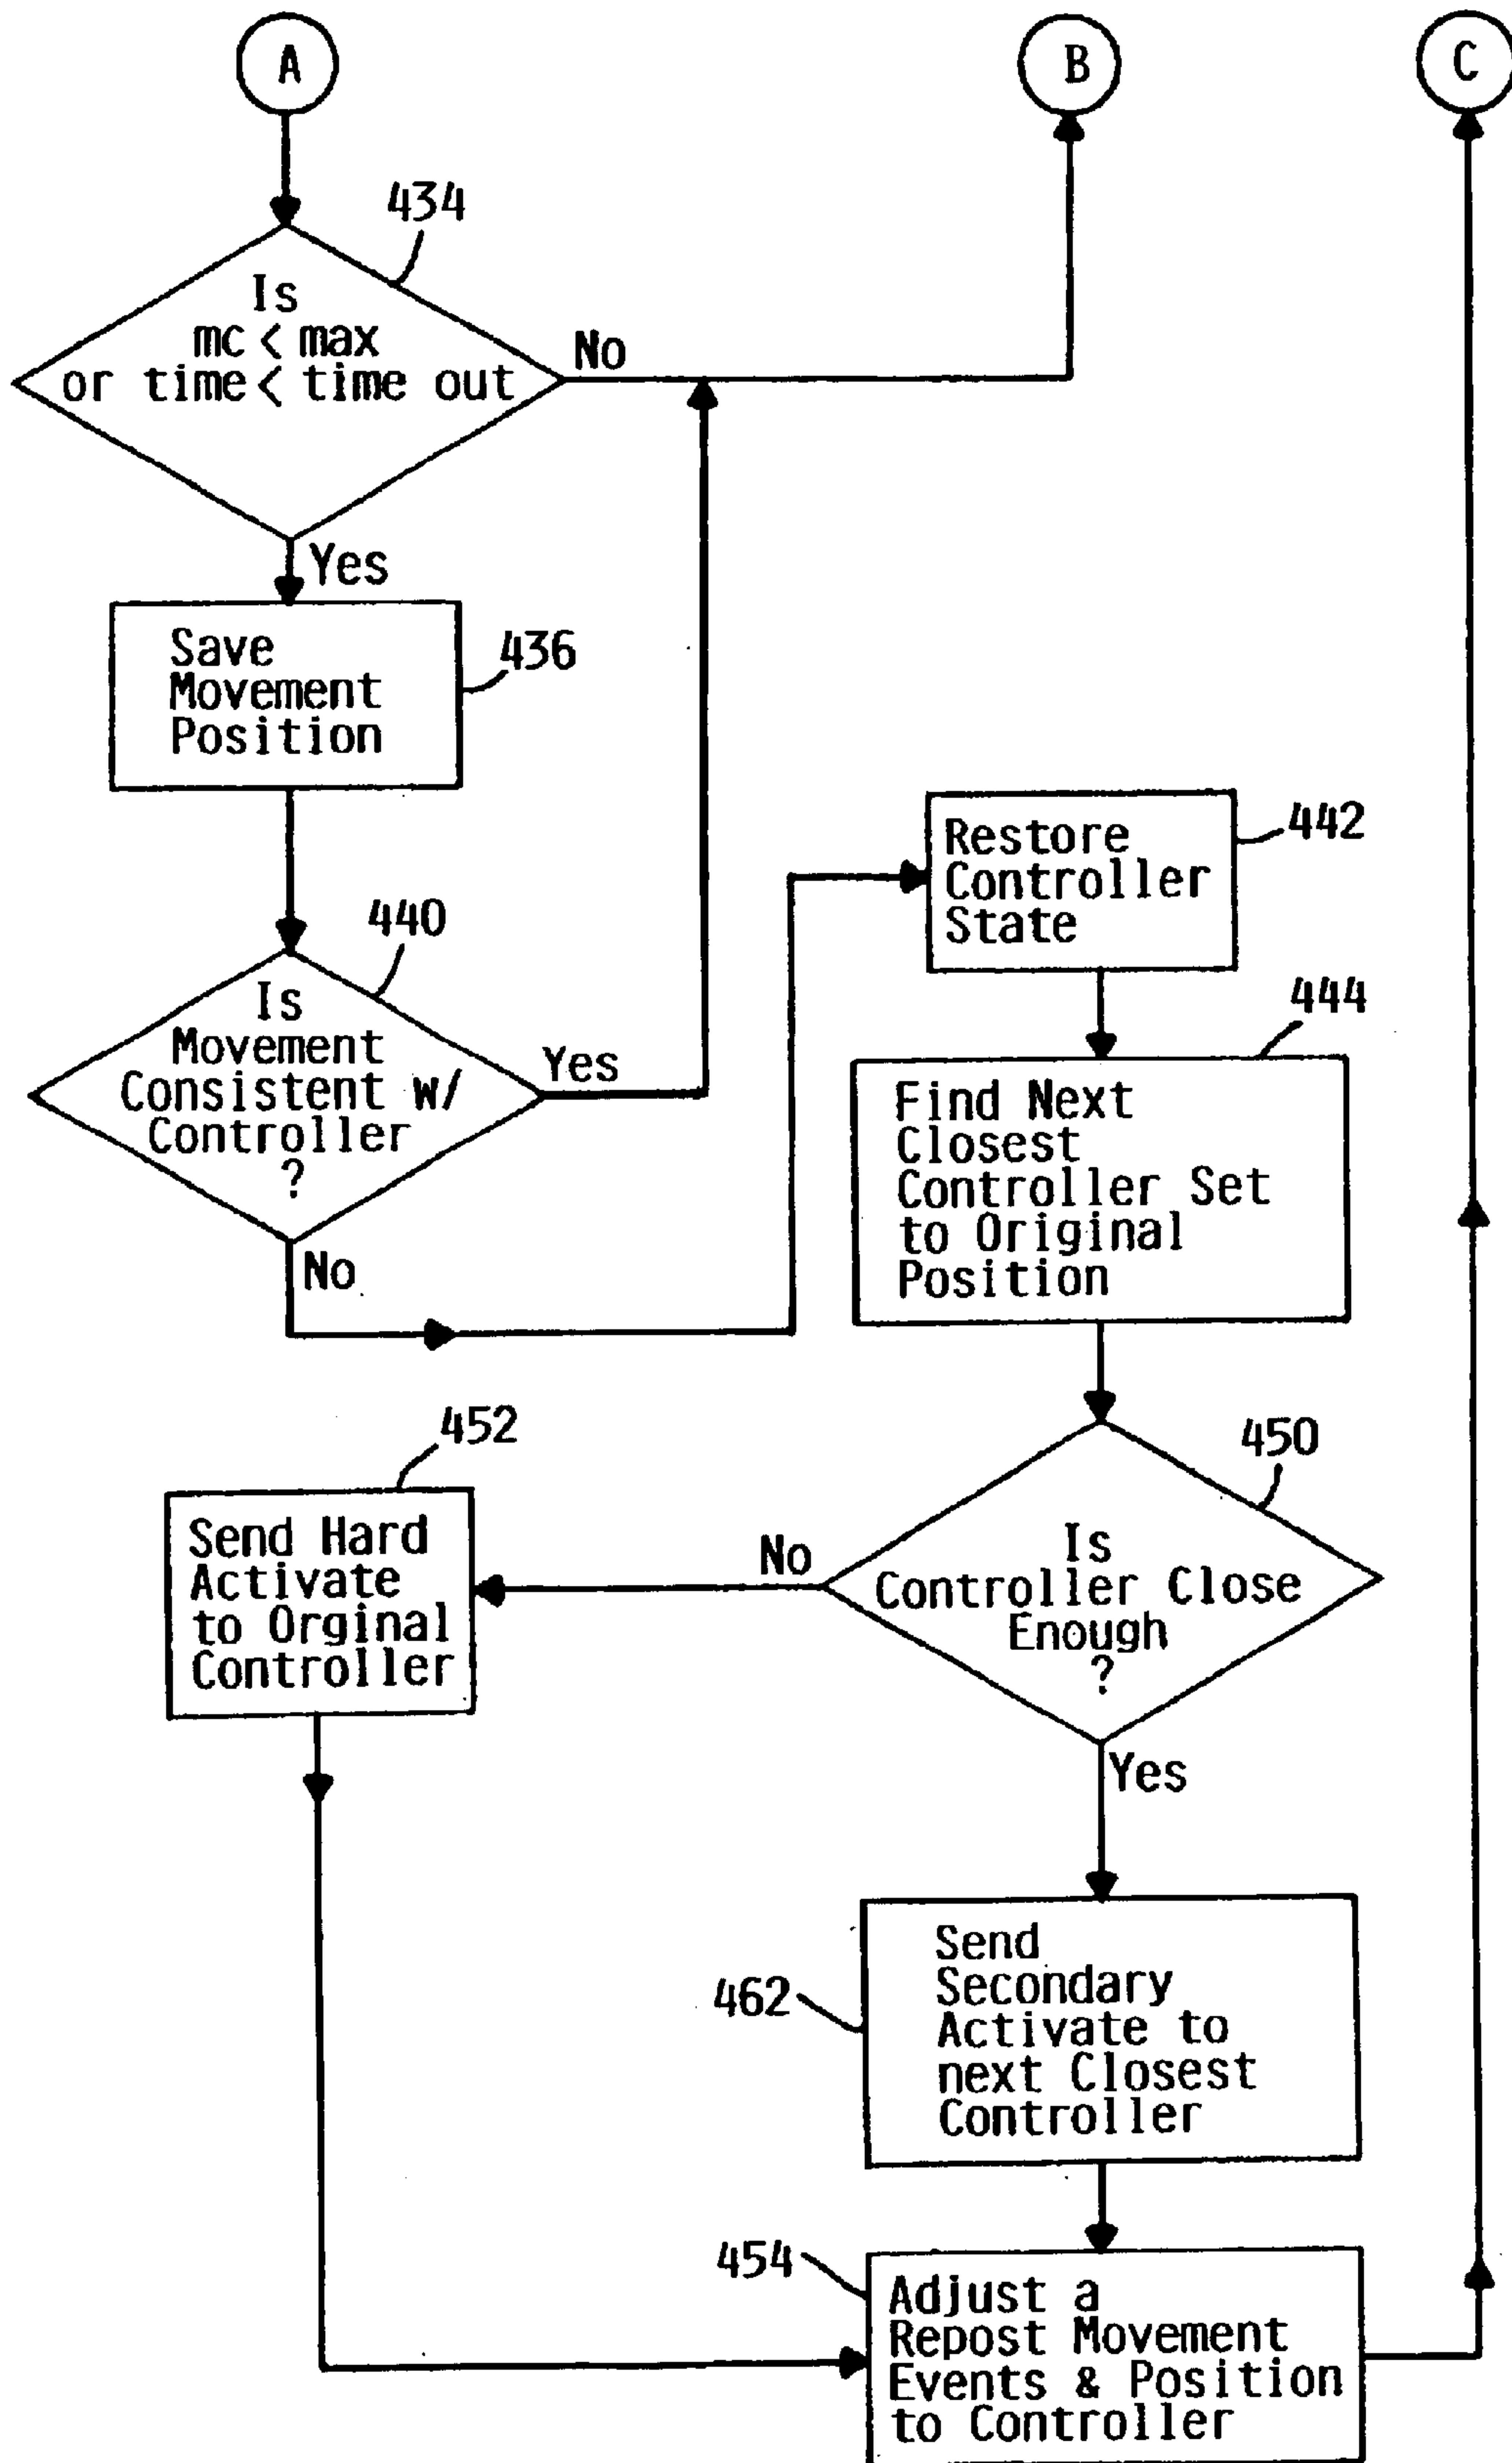 A
B
C
434
Is
mc < max
or time < time out
No
Yes
Save
Movement
Position
436
440
Is
Movement
Consistent W/
Controller
?
Yes
No
Restore
Controller
State
442
444
Find Next
Closest
Controller Set
to Original
Position
450
Is
Controller Close
Enough
?
No
Yes
452
Send Hard
Activate
to Orginal
Controller
462
Send
Secondary
Activate to
next Closest
Controller
454
Adjust a
Repost Movement
Events & Position
to Controller